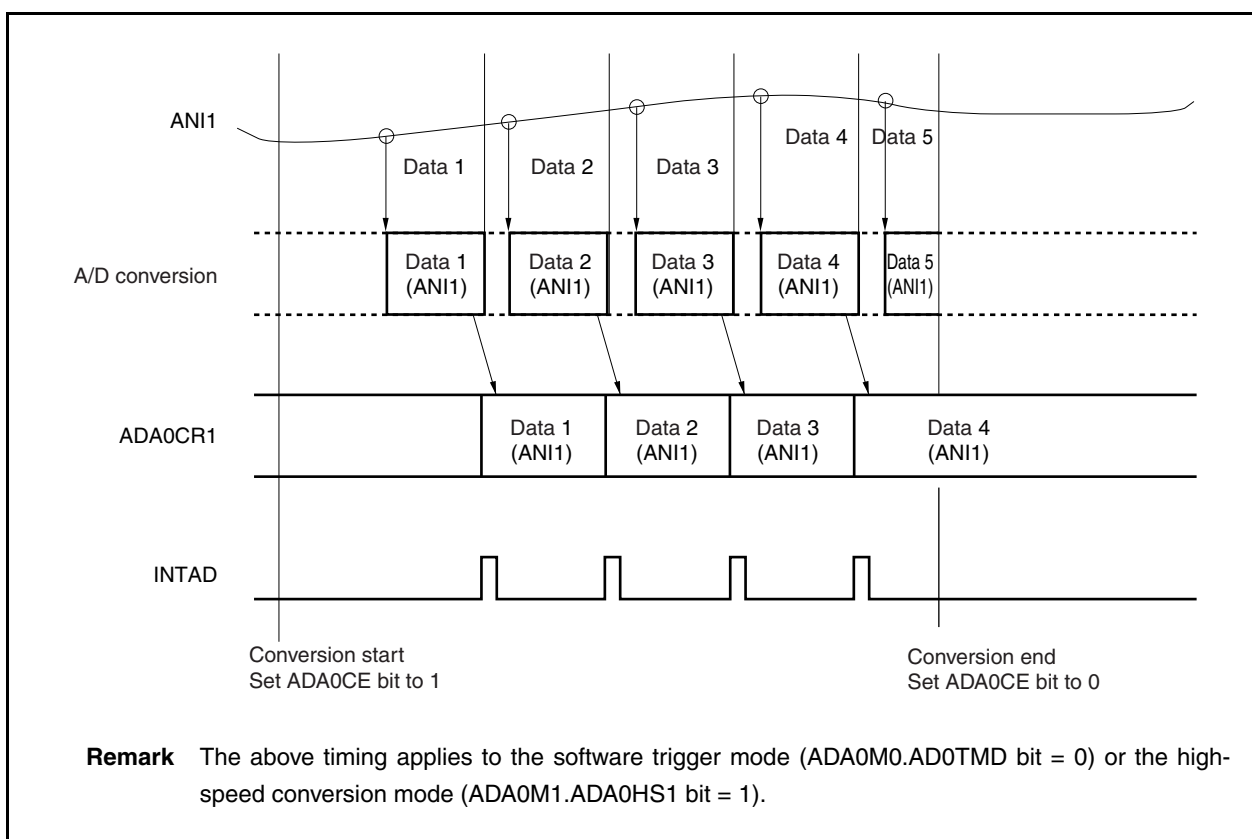 ANI1
Data 1
Data 2
Data 3
Data 4
Data 5
A/D conversion
Data 1
(ANI1)
Data 2
(ANI1)
Data 3
(ANI1)
Data 4
(ANI1)
Data 5
(ANI1)
ADA0CR1
Data 1
(ANI1)
Data 2
(ANI1)
Data 3
(ANI1)
Data 4
(ANI1)
INTAD
Conversion start
Set ADA0CE bit to 1
Conversion end
Set ADA0CE bit to 0
Remark The above timing applies to the software trigger mode (ADA0M0.AD0TMD bit = 0) or the high-
speed conversion mode (ADA0M1.ADA0HS1 bit = 1).